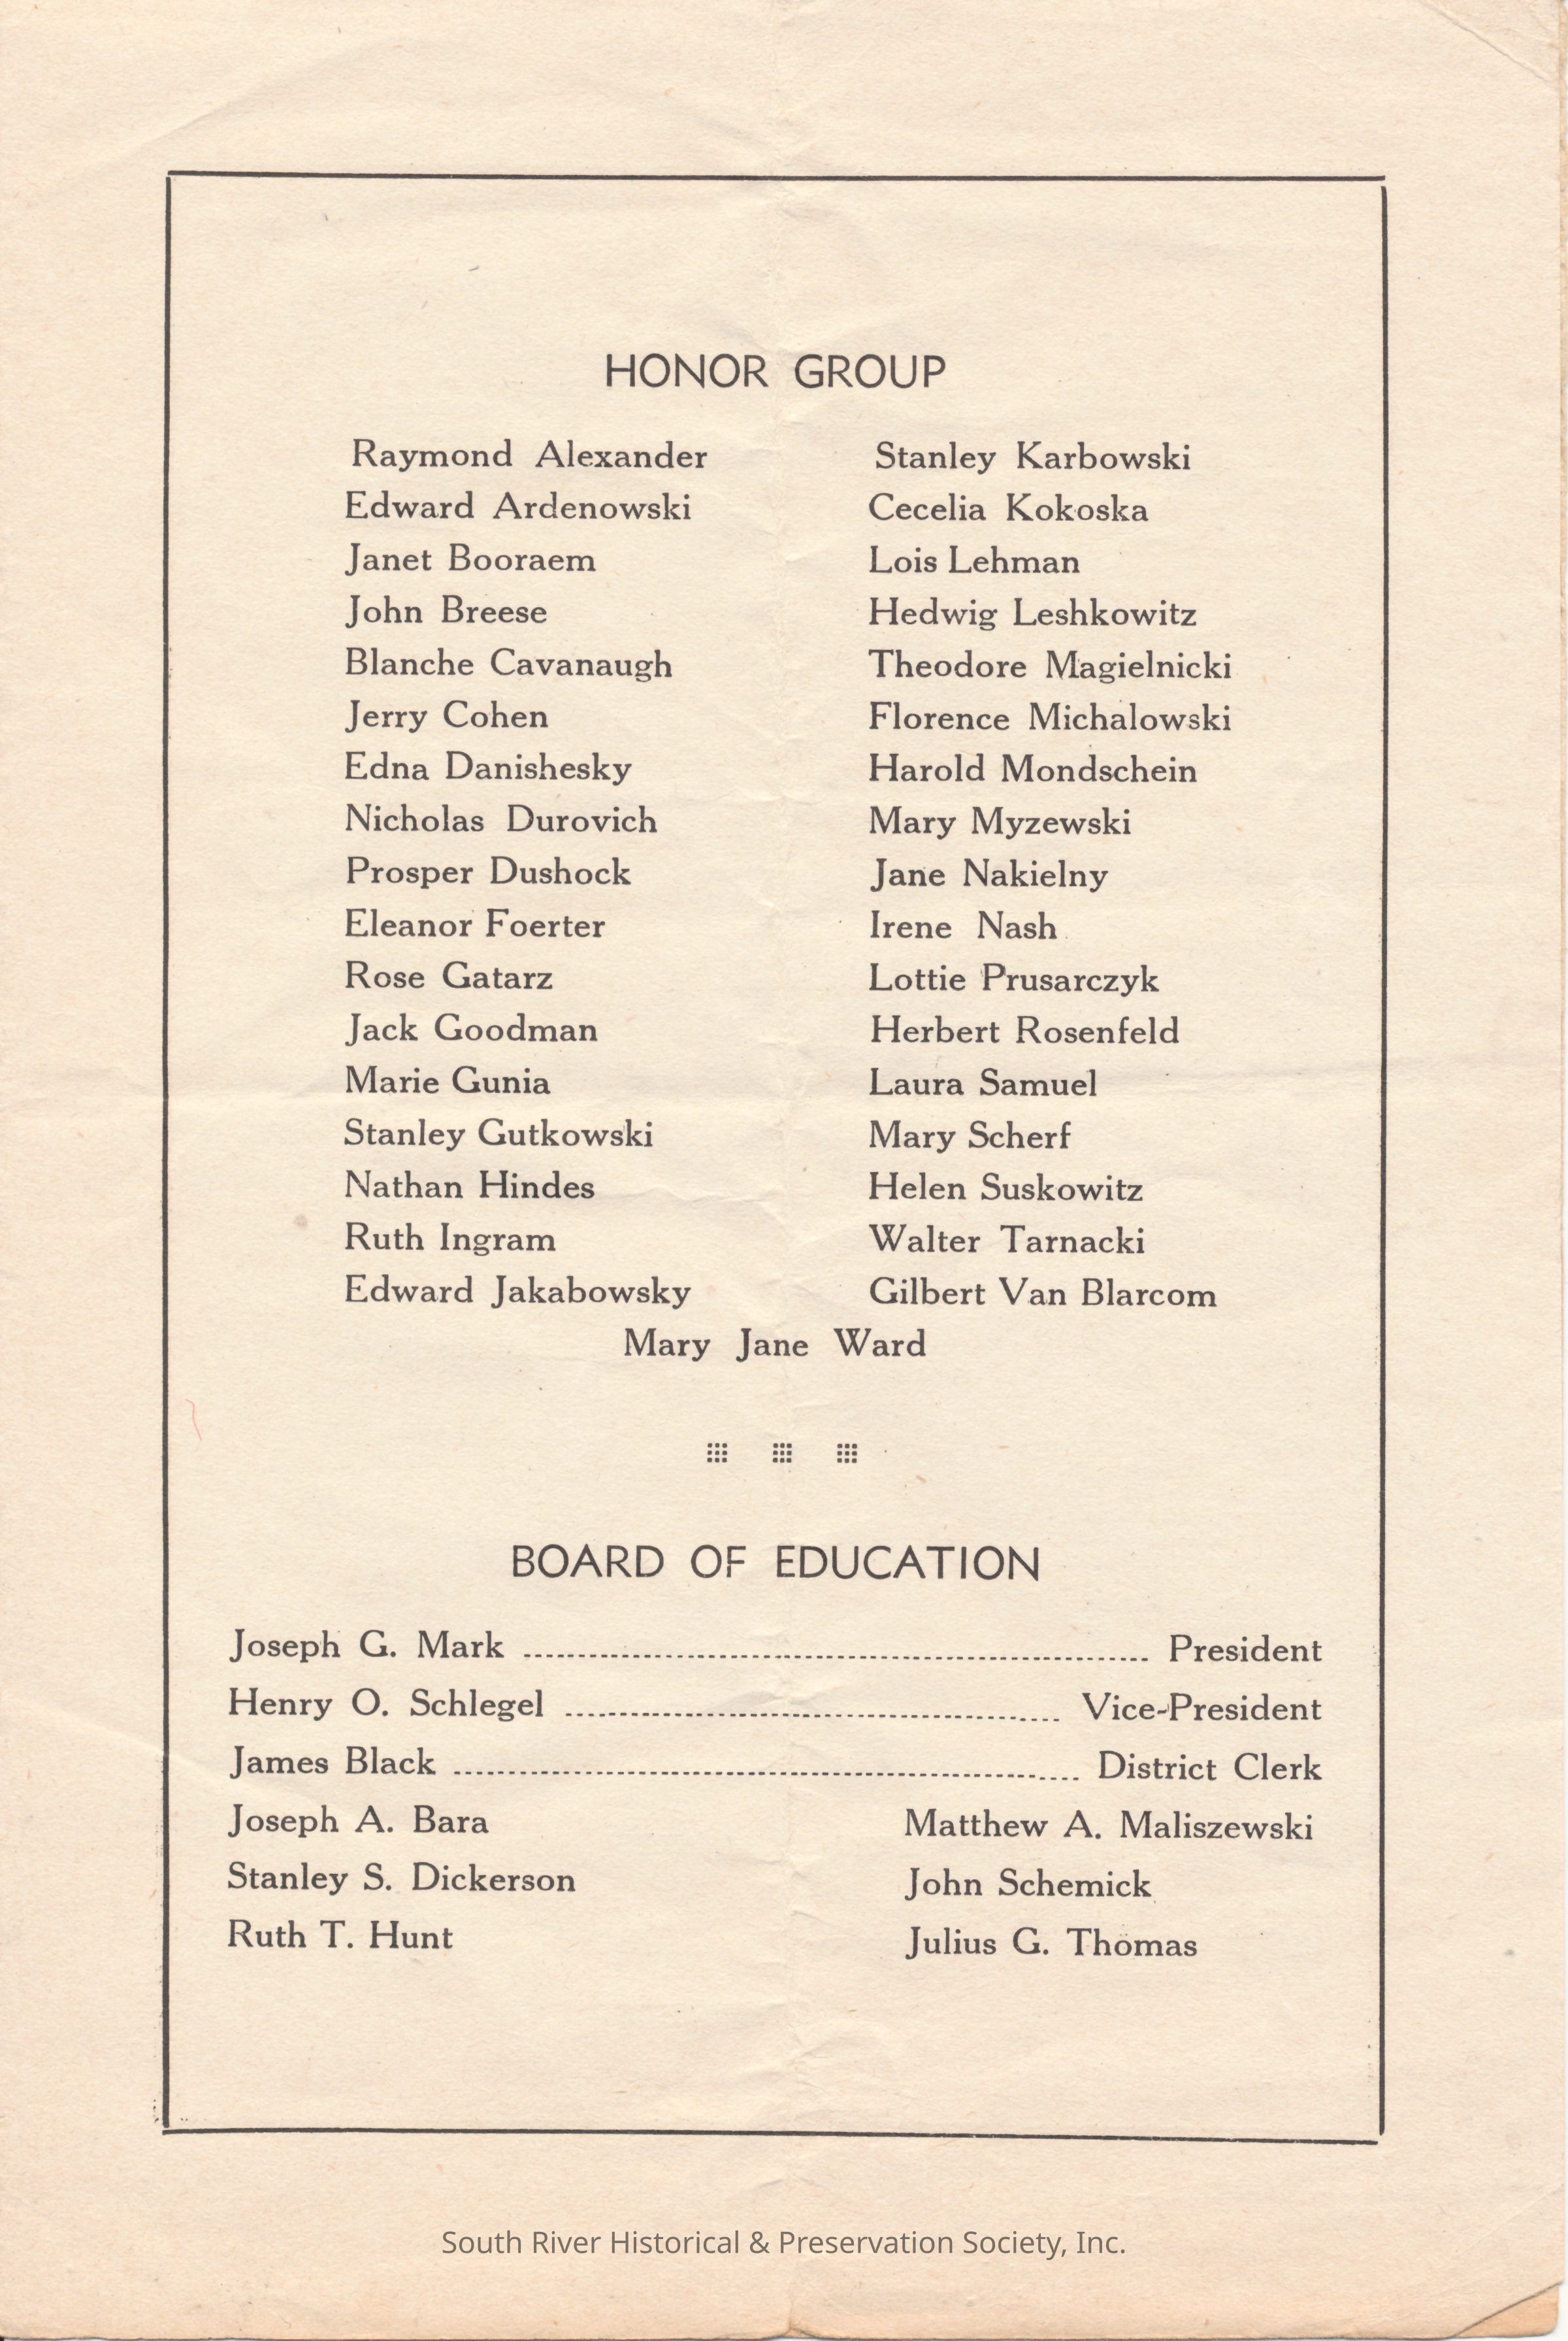 HONOR GROUP
Raymond Alexander
Edward Ardenowski
Janet Booraem
John Breese
Blanche Cavanaugh
Jerry Cohen
Edna Danishesky
Nicholas Durovich
Prosper Dushock
Eleanor Foerter
Rose Gatarz
Jack Goodman
Marie Gunia
Stanley Gutkowski
Nathan Hindes
Ruth Ingram
Edward Jakabowsky
Stanley Karbowski
Cecelia Kokoska
Lois Lehman
Hedwig Leshkowitz
Theodore Magielnicki
Florence Michalowski
Harold Mondschein
Mary Myzewski
Jane Nakielny
Irene Nash
Lottie Prusarczyk
Herbert Rosenfeld
Laura Samuel
Mary Scherf
Helen Suskowitz
Walter Tarnacki
Gilbert Van Blarcom
Mary Jane Ward
BOARD OF EDUCATION
Joseph G. Mark ........ President
Henry O. Schlegel ........ Vice-President
James Black ........ District Clerk
Joseph A. Bara
Stanley S. Dickerson
Ruth T. Hunt
Matthew A. Maliszewski
John Schemick
Julius G. Thomas
South River Historical & Preservation Society, Inc.